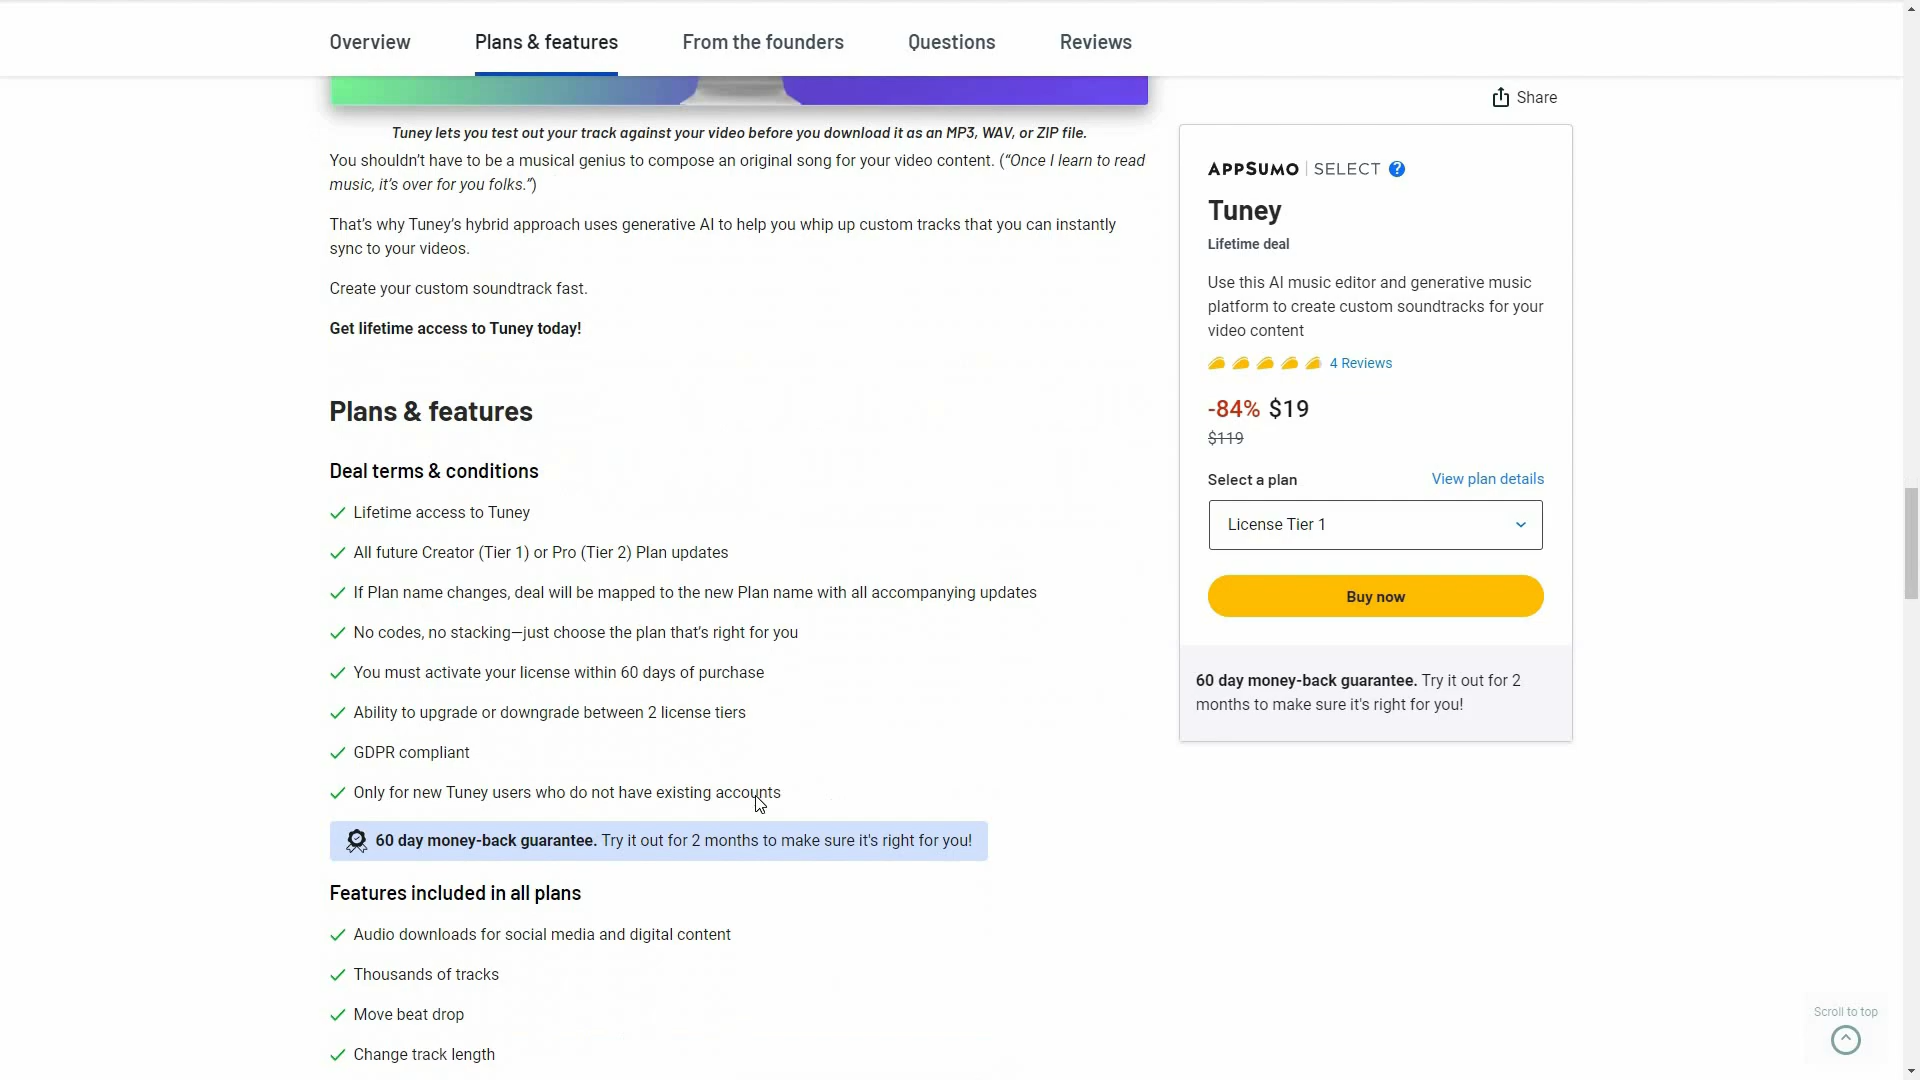 Overview
Plans & features
From the founders
Questions
Reviews
Share
Tuney lets you test out your track against your video before you download it as an MP3, WAV, or ZIP file.
You shouldn’t have to be a musical genius to compose an original song for your video content. (“Once I learn to read
music, it’s over for you folks.”)
That’s why Tuney’s hybrid approach uses generative AI to help you whip up custom tracks that you can instantly
sync to your videos.
Create your custom soundtrack fast.
Get lifetime access to Tuney today!
Plans & features
Deal terms & conditions
Lifetime access to Tuney
All future Creator (Tier 1) or Pro (Tier 2) Plan updates
If Plan name changes, deal will be mapped to the new Plan name with all accompanying updates
No codes, no stacking—just choose the plan that's right for you
You must activate your license within 60 days of purchase
Ability to upgrade or downgrade between 2 license tiers
GDPR compliant
Only for new Tuney users who do not have existing accounts
60 day money-back guarantee. Try it out for 2 months to make sure it's right for you!
Features included in all plans
Audio downloads for social media and digital content
Thousands of tracks
Move beat drop
Change track length
APPSUMO | SELECT ?
Tuney
Lifetime deal
Use this AI music editor and generative music
platform to create custom soundtracks for your
video content
4 Reviews
-84% $19
$119
Select a plan
View plan details
License Tier 1
Buy now
60 day money-back guarantee. Try it out for 2
months to make sure it's right for you!
Scroll to top